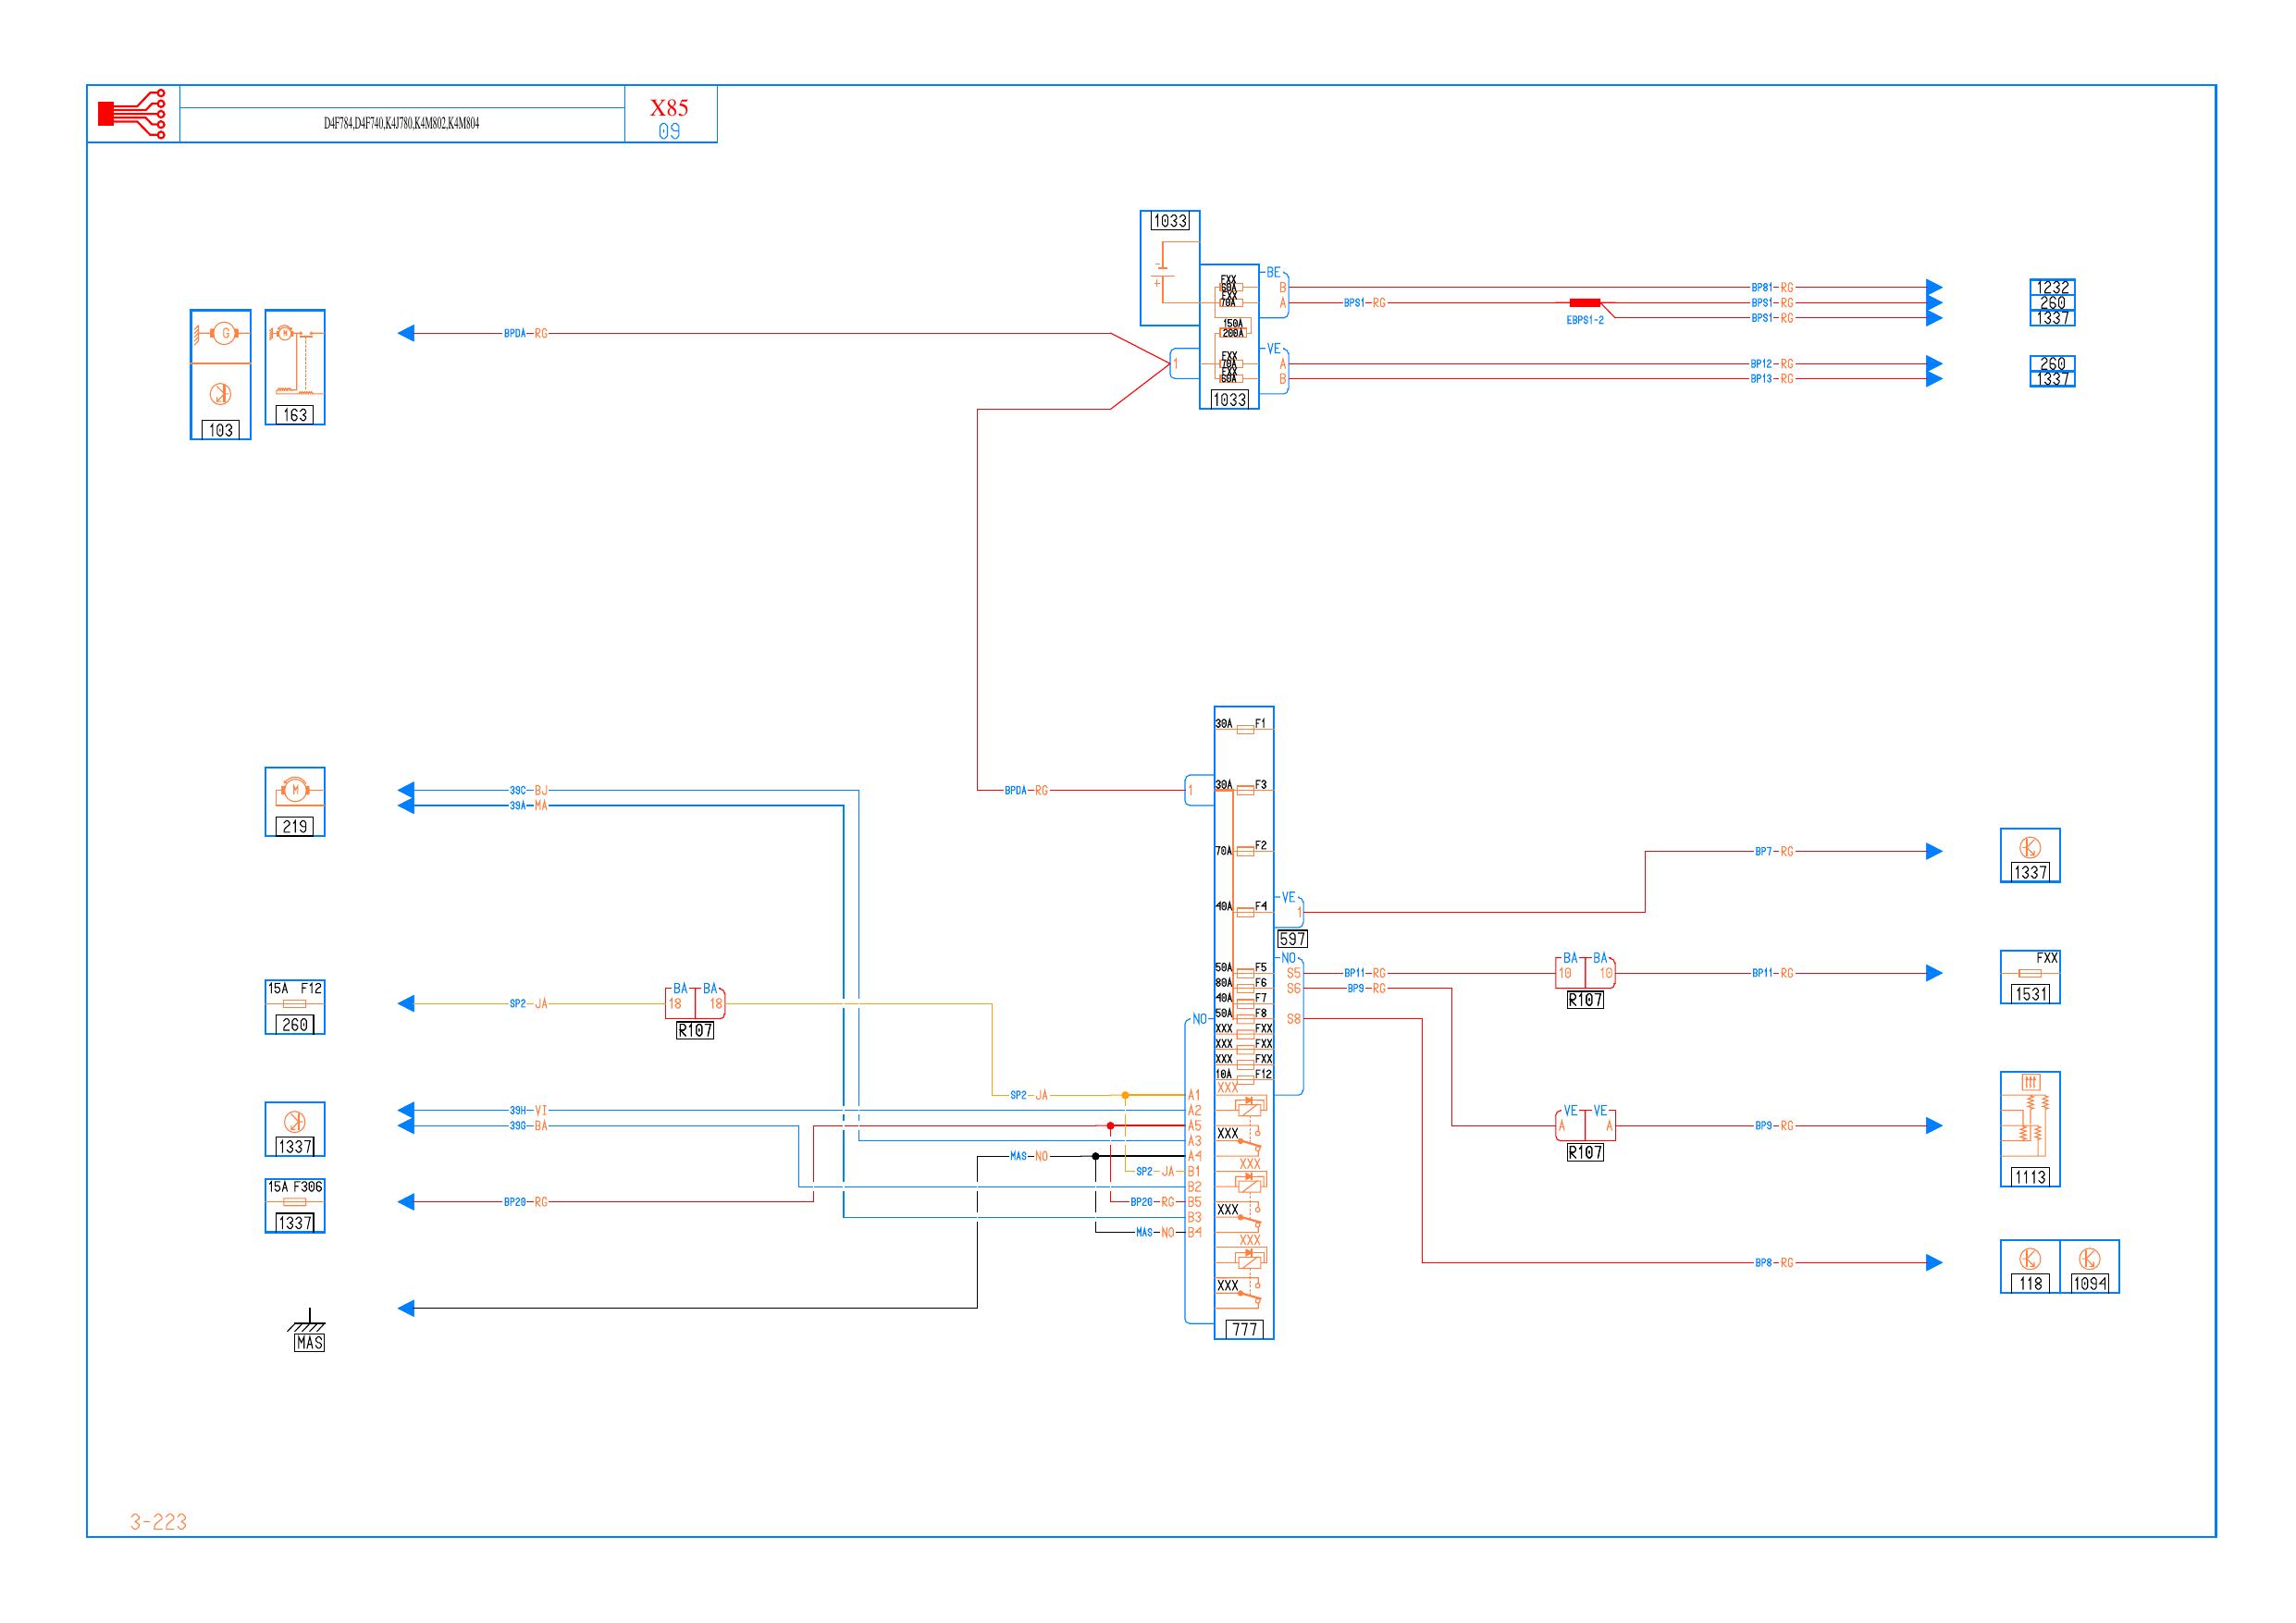 X85
D4F784,D4F740,K4J780,K4M802,K4M804
09
1033
-
+
BE
FXX
60A
B
BP81-RG
1232
FXX
70A
A
BPS1-RG
BPS1-RG
260
EBPS1-2
BPS1-RG
1337
150A
200A
BPDA-RG
G
M
VE
1
FXX
70A
A
BP12-RG
260
FXX
60A
B
BP13-RG
1337
1033
163
103
30A F1
30A F3
39C-BJ
BPDA-RG
1
M
39A-MA
219
70A F2
BP7-RG
1337
VE
40A F4
1
597
NO
BA BA
FXX
50A F5
S5
BP11-RG
10 10
BP11-RG
80A F6
S6
BP9-RG
1531
R107
15A F12
BA BA
40A F7
SP2-JA
18 18
260
R107
NO
50A F8
S8
XXX FXX
XXX FXX
XXX FXX
10A F12
XXX
SP2-JA
A1
39H-VI
A2
VE VE
39G-BA
A5
A A
BP9-RG
1337
A3
XXX
R107
MAS-NO
A4
XXX
SP2-JA
B1
1113
15A F306
B2
BP20-RG
BP20-RG
B5
XXX
1337
B3
MAS-NO
B4
XXX
BP8-RG
118
1094
XXX
777
MAS
3-223